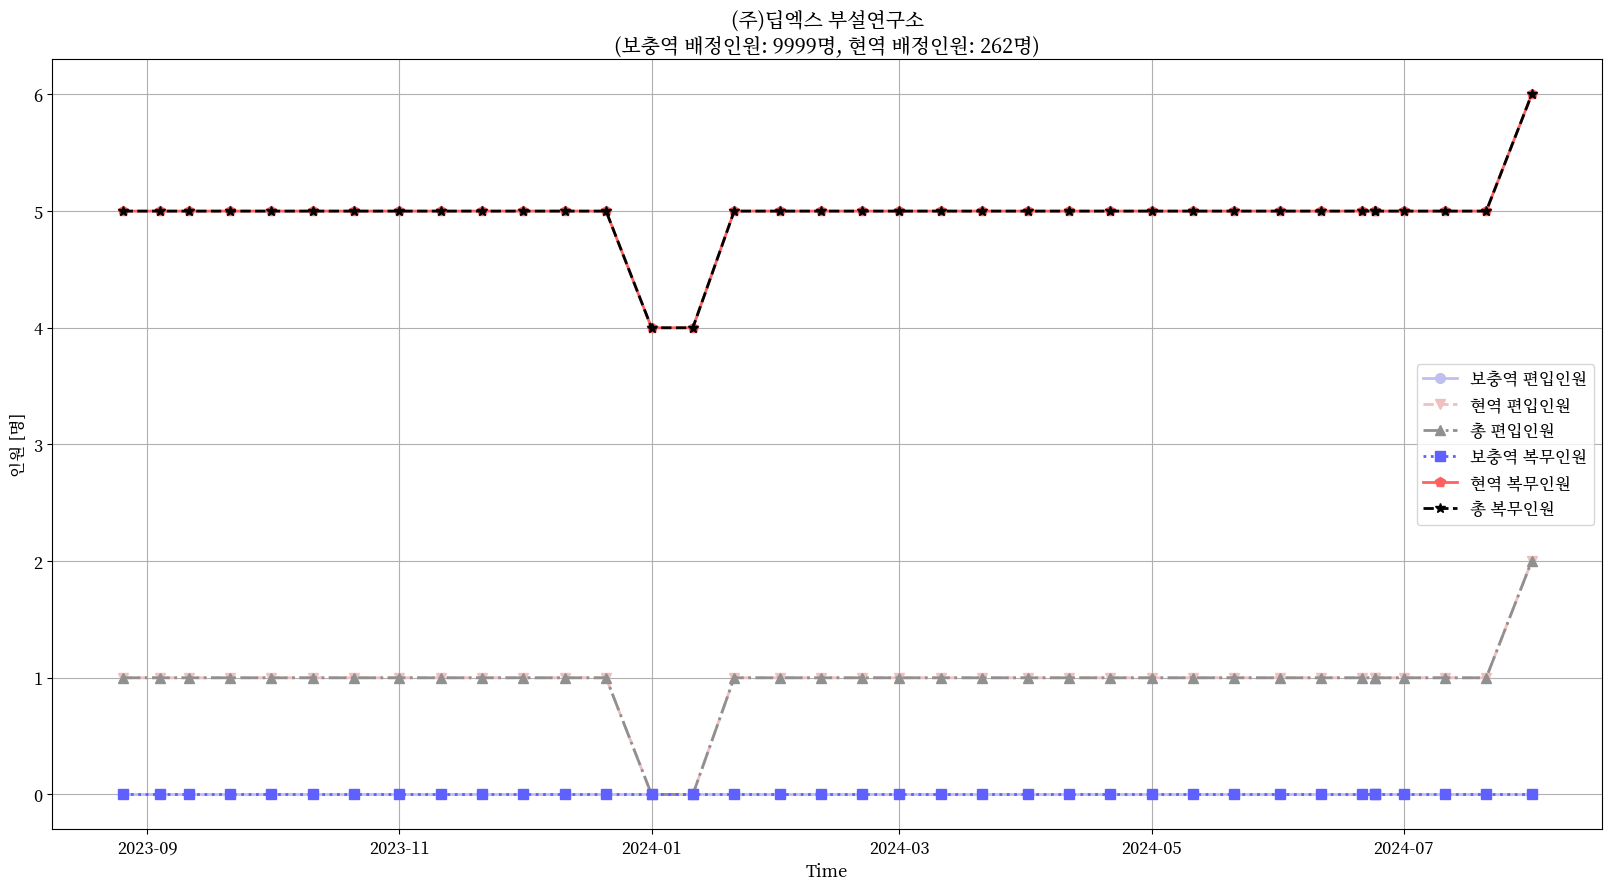 (주)딥엑스 부설연구소
(보충역 배정인원: 9999명, 현역 배정인원: 262명)
6
5
4
3
2
1
0
인원 [명]
보충역 편입인원
현역 편입인원
총 편입인원
보충역 복무인원
현역 복무인원
총 복무인원
2023-09
2023-11
2024-01
2024-03
2024-05
2024-07
Time